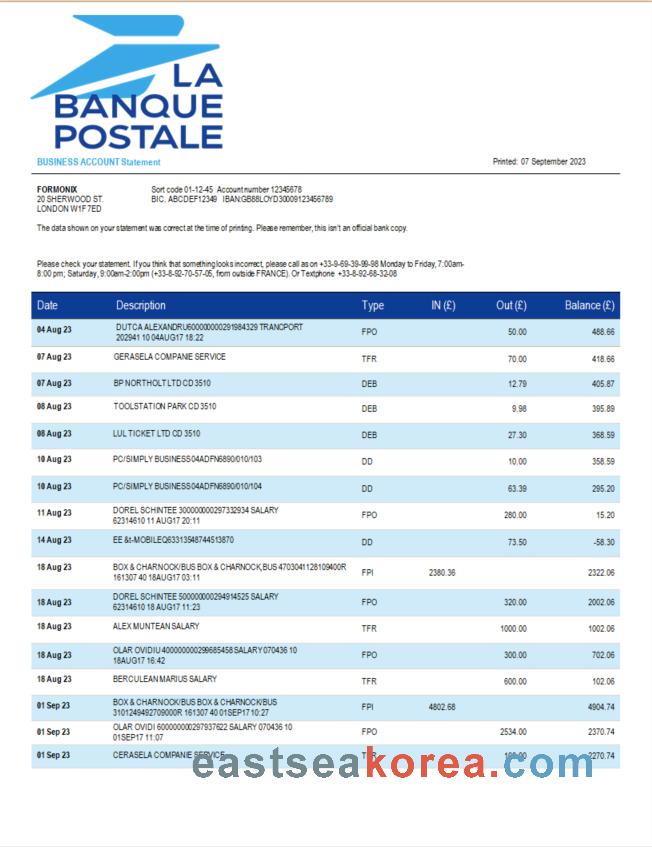 LA
BANQUE
POSTALE
BUSINESS ACCOUNT Statement Printed: 07 September 2023
FORMONIX Sort code 01-12-45 Account number 12345678
20 SHERWOOD ST. BIC. ABCDEF12349 IBAN:GB88LOYD30009123456789
LONDON W1F 7ED
The data shown on your statement was correct at the time of printing. Please remember, this isn't an official bank copy.
Please check your statement. If you think that something looks incorrect, please call as on +33-9-69-39-99-98 Monday to Friday, 7:00am-
8:00 pm; Saturday, 9:00am-2:00pm (+33-8-92-70-57-05, from outside FRANCE). Or Textphone +33-8-92-68-32-08
Date Description Type IN (£) Out (£) Balance (£)
04 Aug 23 DUTCA ALEXANDRU600000000291984329 TRANCPORT
202941 10 04AUG17 18:22 FPO 50.00 488.66
07 Aug 23 GERASELA COMPANIE SERVICE TFR 70.00 418.66
07 Aug 23 BP NORTHOLT LTD CD 3510 DEB 12.79 405.87
08 Aug 23 TOOLSTATION PARK CD 3510 DEB 9.98 395.89
08 Aug 23 LUL TICKET LTD CD 3510 DEB 27.30 368.59
10 Aug 23 PC/SIMPLY BUSINESS04ADFN6890/010/103 DD 10.00 358.59
10 Aug 23 PC/SIMPLY BUSINESS04ADFN6890/010/104 DD 63.39 295.20
11 Aug 23 DOREL SCHINTEE 300000000297332934 SALARY
62314610 11 AUG17 20:11 FPO 280.00 15.20
14 Aug 23 EE &t-MOBILEQ63313548744513870 DD 73.50 -58.30
18 Aug 23 BOX & CHARNOCK/BUS BOX & CHARNOCK,BUS 4703041128109400R
161307 40 18AUG17 03:11 FPI 2380.36 2322.06
18 Aug 23 DOREL SCHINTEE 500000000294914525 SALARY
62314610 18 AUG17 11:23 FPO 320.00 2002.06
18 Aug 23 ALEX MUNTEAN SALARY TFR 1000.00 1002.06
18 Aug 23 OLAR OVIDIU 400000000299685458 SALARY 070436 10
18AUG17 16:42 FPO 300.00 702.06
18 Aug 23 BERCULEAN MARIUS SALARY TFR 600.00 102.06
01 Sep 23 BOX & CHARNOCK/BUS BOX & CHARNOCK/BUS
3101249492709000R 161307 40 01SEP17 10:27 FPI 4802.68 4904.74
01 Sep 23 OLAR OVIDI 600000000297937622 SALARY 070436 10
01SEP17 11:07 FPO 2534.00 2370.74
01 Sep 23 CERASELA COMPANIE SERVICE TFR 100.00 2270.74
eastseakorea.com